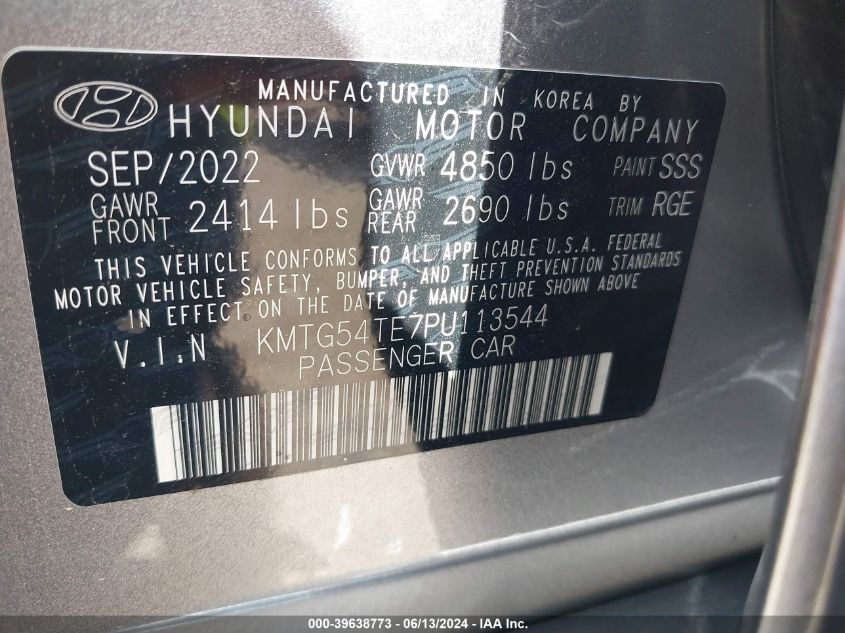 MANUFACTURED IN KOREA BY
HYUNDAI MOTOR COMPANY
SEP/2022 GVWR 4850 lbs PAINT SSS
GAWR FRONT 2414 lbs GAWR REAR 2690 lbs TRIM RGE
THIS VEHICLE CONFORMS TO ALL APPLICABLE U.S.A. FEDERAL
MOTOR VEHICLE SAFETY, BUMPER, AND THEFT PREVENTION STANDARDS
IN EFFECT ON THE DATE OF MANUFACTURE SHOWN ABOVE
V.I.N KMTG54TE7PU113544
PASSENGER CAR
000-39638773 - 06/13/2024 - IAA Inc.